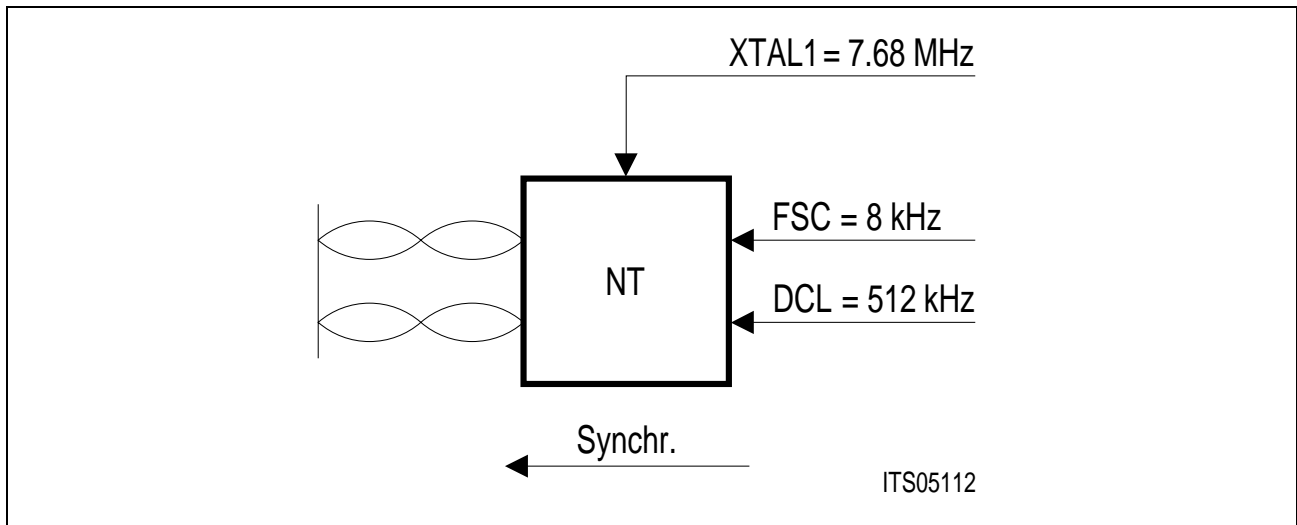 XTAL1 = 7.68 MHz
FSC = 8 kHz
NT
DCL = 512 kHz
Synchr.
ITS05112